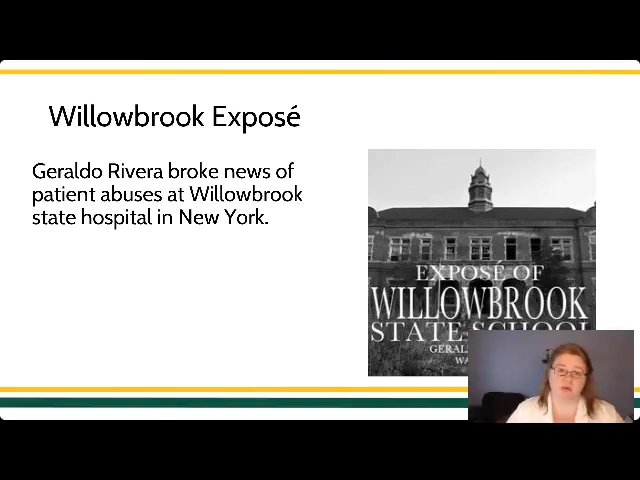 Willowbrook Exposé
Geraldo Rivera broke news of
patient abuses at Willowbrook
state hospital in New York.
EXPOSÉ OF
WILLOWBROOK
STATE SCHOOL